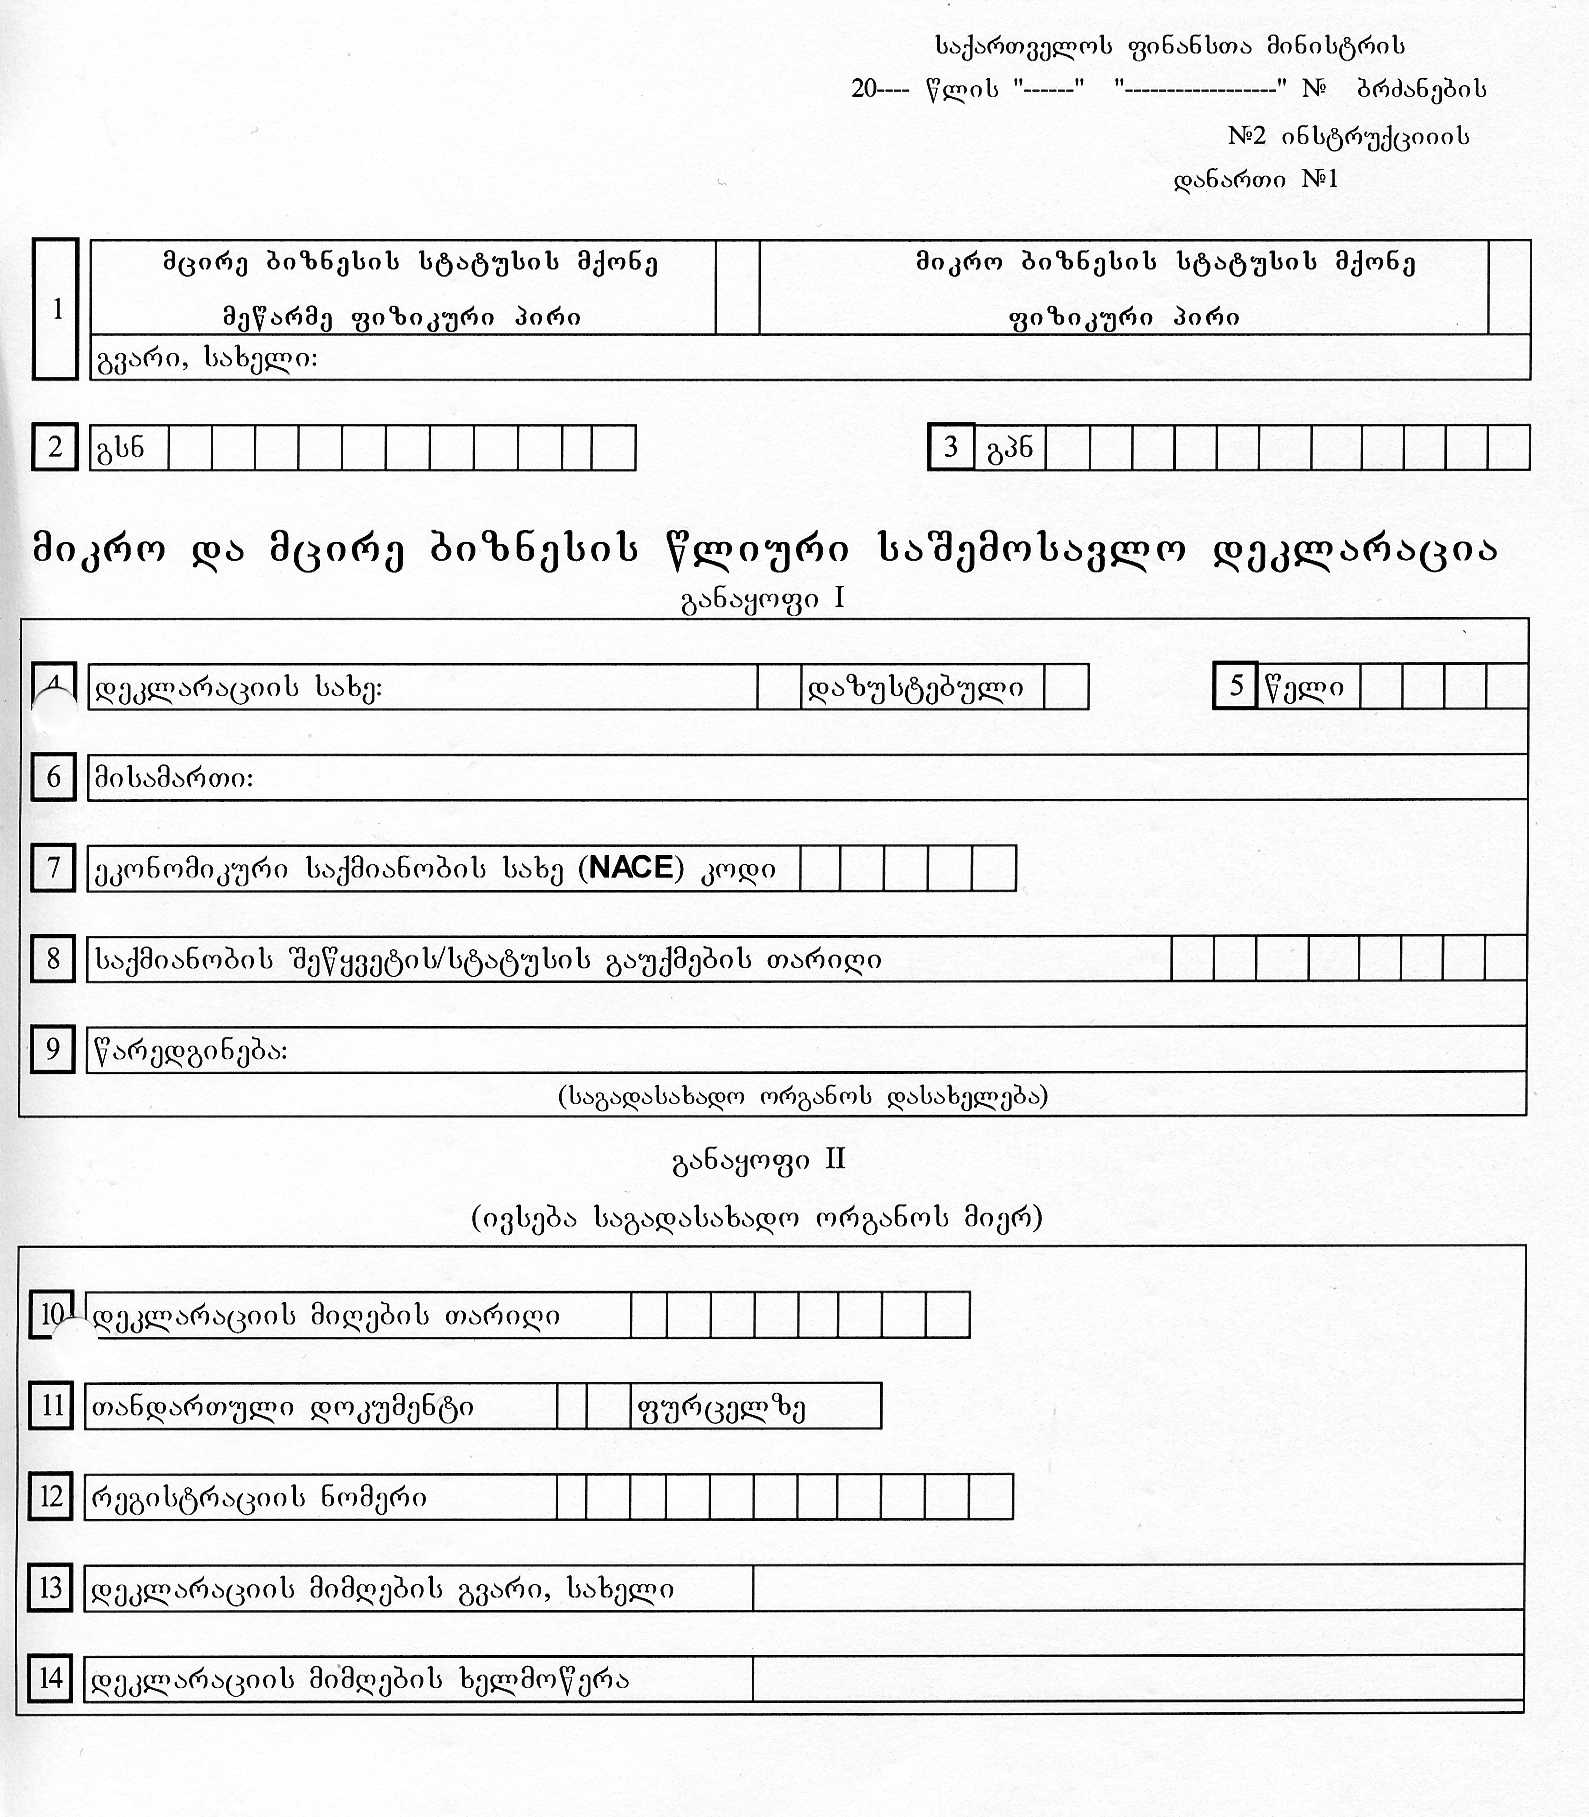 საქართველოს ფინანსთა მინისტრის
20---- წლის "------" "------------------" № ბრძანების
№2 ინსტრუქციიის
დანართი №1
1
მცირე ბიზნესის სტატუსის მქონე
მეწარმე ფიზიკური პირი
მიკრო ბიზნესის სტატუსის მქონე
ფიზიკური პირი
გვარი, სახელი:
2 გსნ
3 გპნ
მიკრო და მცირე ბიზნესის წლიური საშემოსავლო დეკლარაცია
განაყოფი I
4 დეკლარაციის სახე: დაზუსტებული
5 წელი
6 მისამართი:
7 ეკონომიკური საქმიანობის სახე (NACE) კოდი
8 საქმიანობის შეწყვეტის/სტატუსის გაუქმების თარიღი
9 წარედგინება:
(საგადასახადო ორგანოს დასახელება)
განაყოფი II
(ივსება საგადასახადო ორგანოს მიერ)
10 დეკლარაციის მიღების თარიღი
11 თანდართული დოკუმენტი ფურცელზე
12 რეგისტრაციის ნომერი
13 დეკლარაციის მიმღების გვარი, სახელი
14 დეკლარაციის მიმღების ხელმოწერა